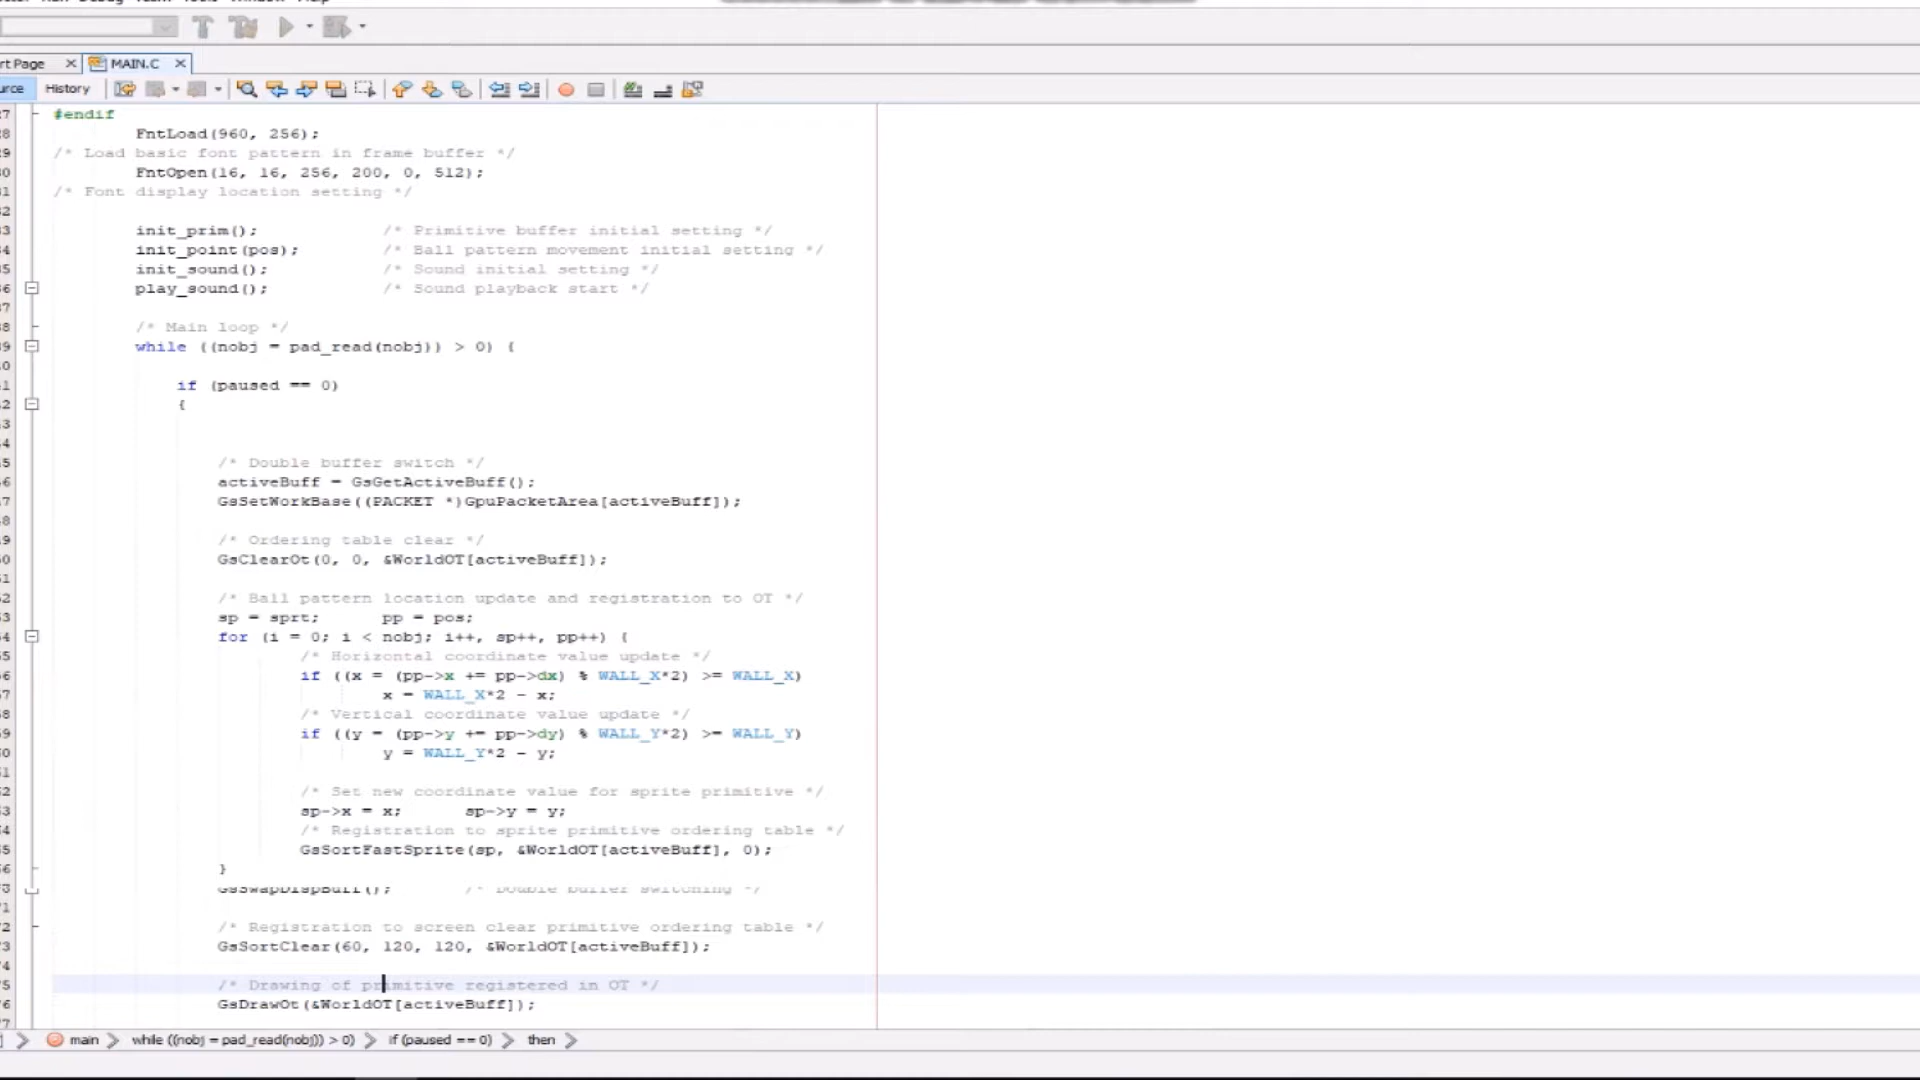 rt Page MAIN.C
urce History
#endif
FntLoad(960, 256);
/* Load basic font pattern in frame buffer */
FntOpen(16, 16, 256, 200, 0, 512);
/* Font display location setting */
init_prim(); /* Primitive buffer initial setting */
init_point(pos); /* Ball pattern movement initial setting */
init_sound(); /* Sound initial setting */
play_sound(); /* Sound playback start */
/* Main loop */
while ((nobj = pad_read(nobj)) > 0) {
if (paused == 0)
{
/* Double buffer switch */
activeBuff = GsGetActiveBuff();
GsSetWorkBase((PACKET *)GpuPacketArea[activeBuff]);
/* Ordering table clear */
GsClearOt(0, 0, &WorldOT[activeBuff]);
/* Ball pattern location update and registration to OT */
sp = sprt; pp = pos;
for (i = 0; i < nobj; i++, sp++, pp++) {
/* Horizontal coordinate value update */
if ((x = (pp->x += pp->dx) % WALL_X*2) >= WALL_X)
x = WALL_X*2 - x;
/* Vertical coordinate value update */
if ((y = (pp->y += pp->dy) % WALL_Y*2) >= WALL_Y)
y = WALL_Y*2 - y;
/* Set new coordinate value for sprite primitive */
sp->x = x; sp->y = y;
/* Registration to sprite primitive ordering table */
GsSortFastSprite(sp, &WorldOT[activeBuff], 0);
}
GsSwapDispBuff(); /* Double buffer switching */
/* Registration to screen clear primitive ordering table */
GsSortClear(60, 120, 120, &WorldOT[activeBuff]);
/* Drawing of primitive registered in OT */
GsDrawOt(&WorldOT[activeBuff]);
main while ((nobj = pad_read(nobj)) > 0) if (paused == 0) then